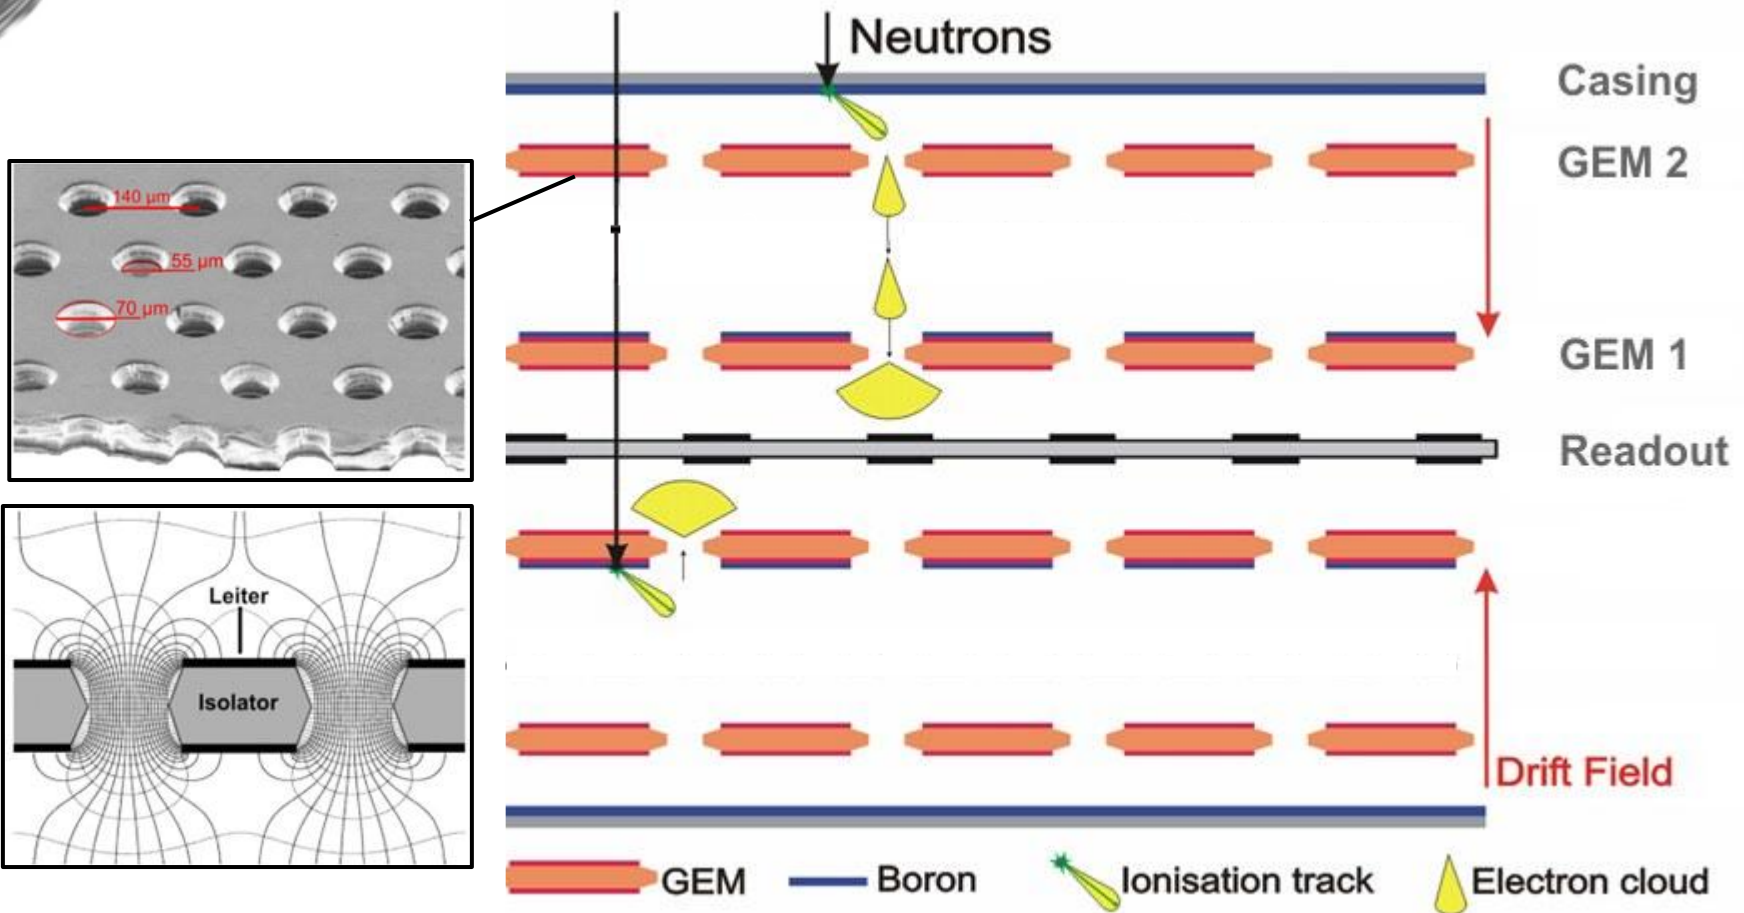 Neutrons
Casing
GEM 2
GEM 1
Readout
Drift Field
140 µm
55 µm
70 µm
Leiter
Isolator
GEM
Boron
Ionisation track
Electron cloud